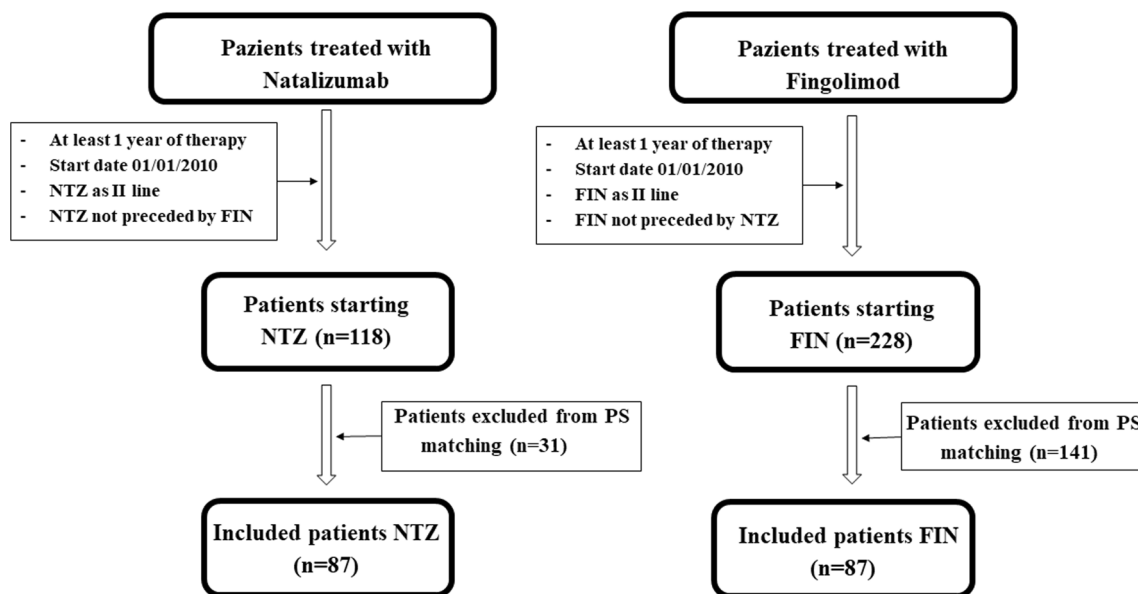 Pazients treated with
Natalizumab
Pazients treated with
Fingolimod
- At least 1 year of therapy
- Start date 01/01/2010
- NTZ as II line
- NTZ not preceded by FIN
- At least 1 year of therapy
- Start date 01/01/2010
- FIN as II line
- FIN not preceded by NTZ
Patients starting
NTZ (n=118)
Patients starting
FIN (n=228)
Patients excluded from PS
matching (n=31)
Patients excluded from PS
matching (n=141)
Included patients NTZ
(n=87)
Included patients FIN
(n=87)